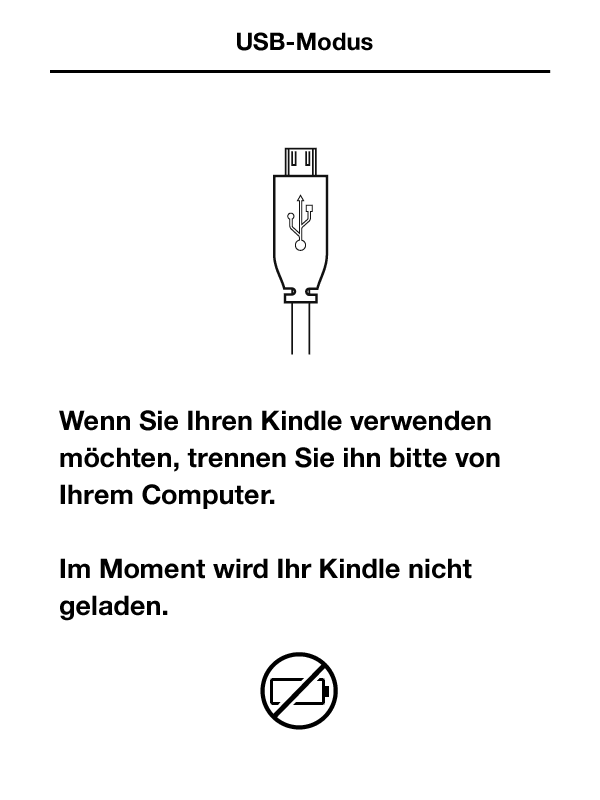 USB-Modus
Wenn Sie Ihren Kindle verwenden
möchten, trennen Sie ihn bitte von
Ihrem Computer.
Im Moment wird Ihr Kindle nicht
geladen.